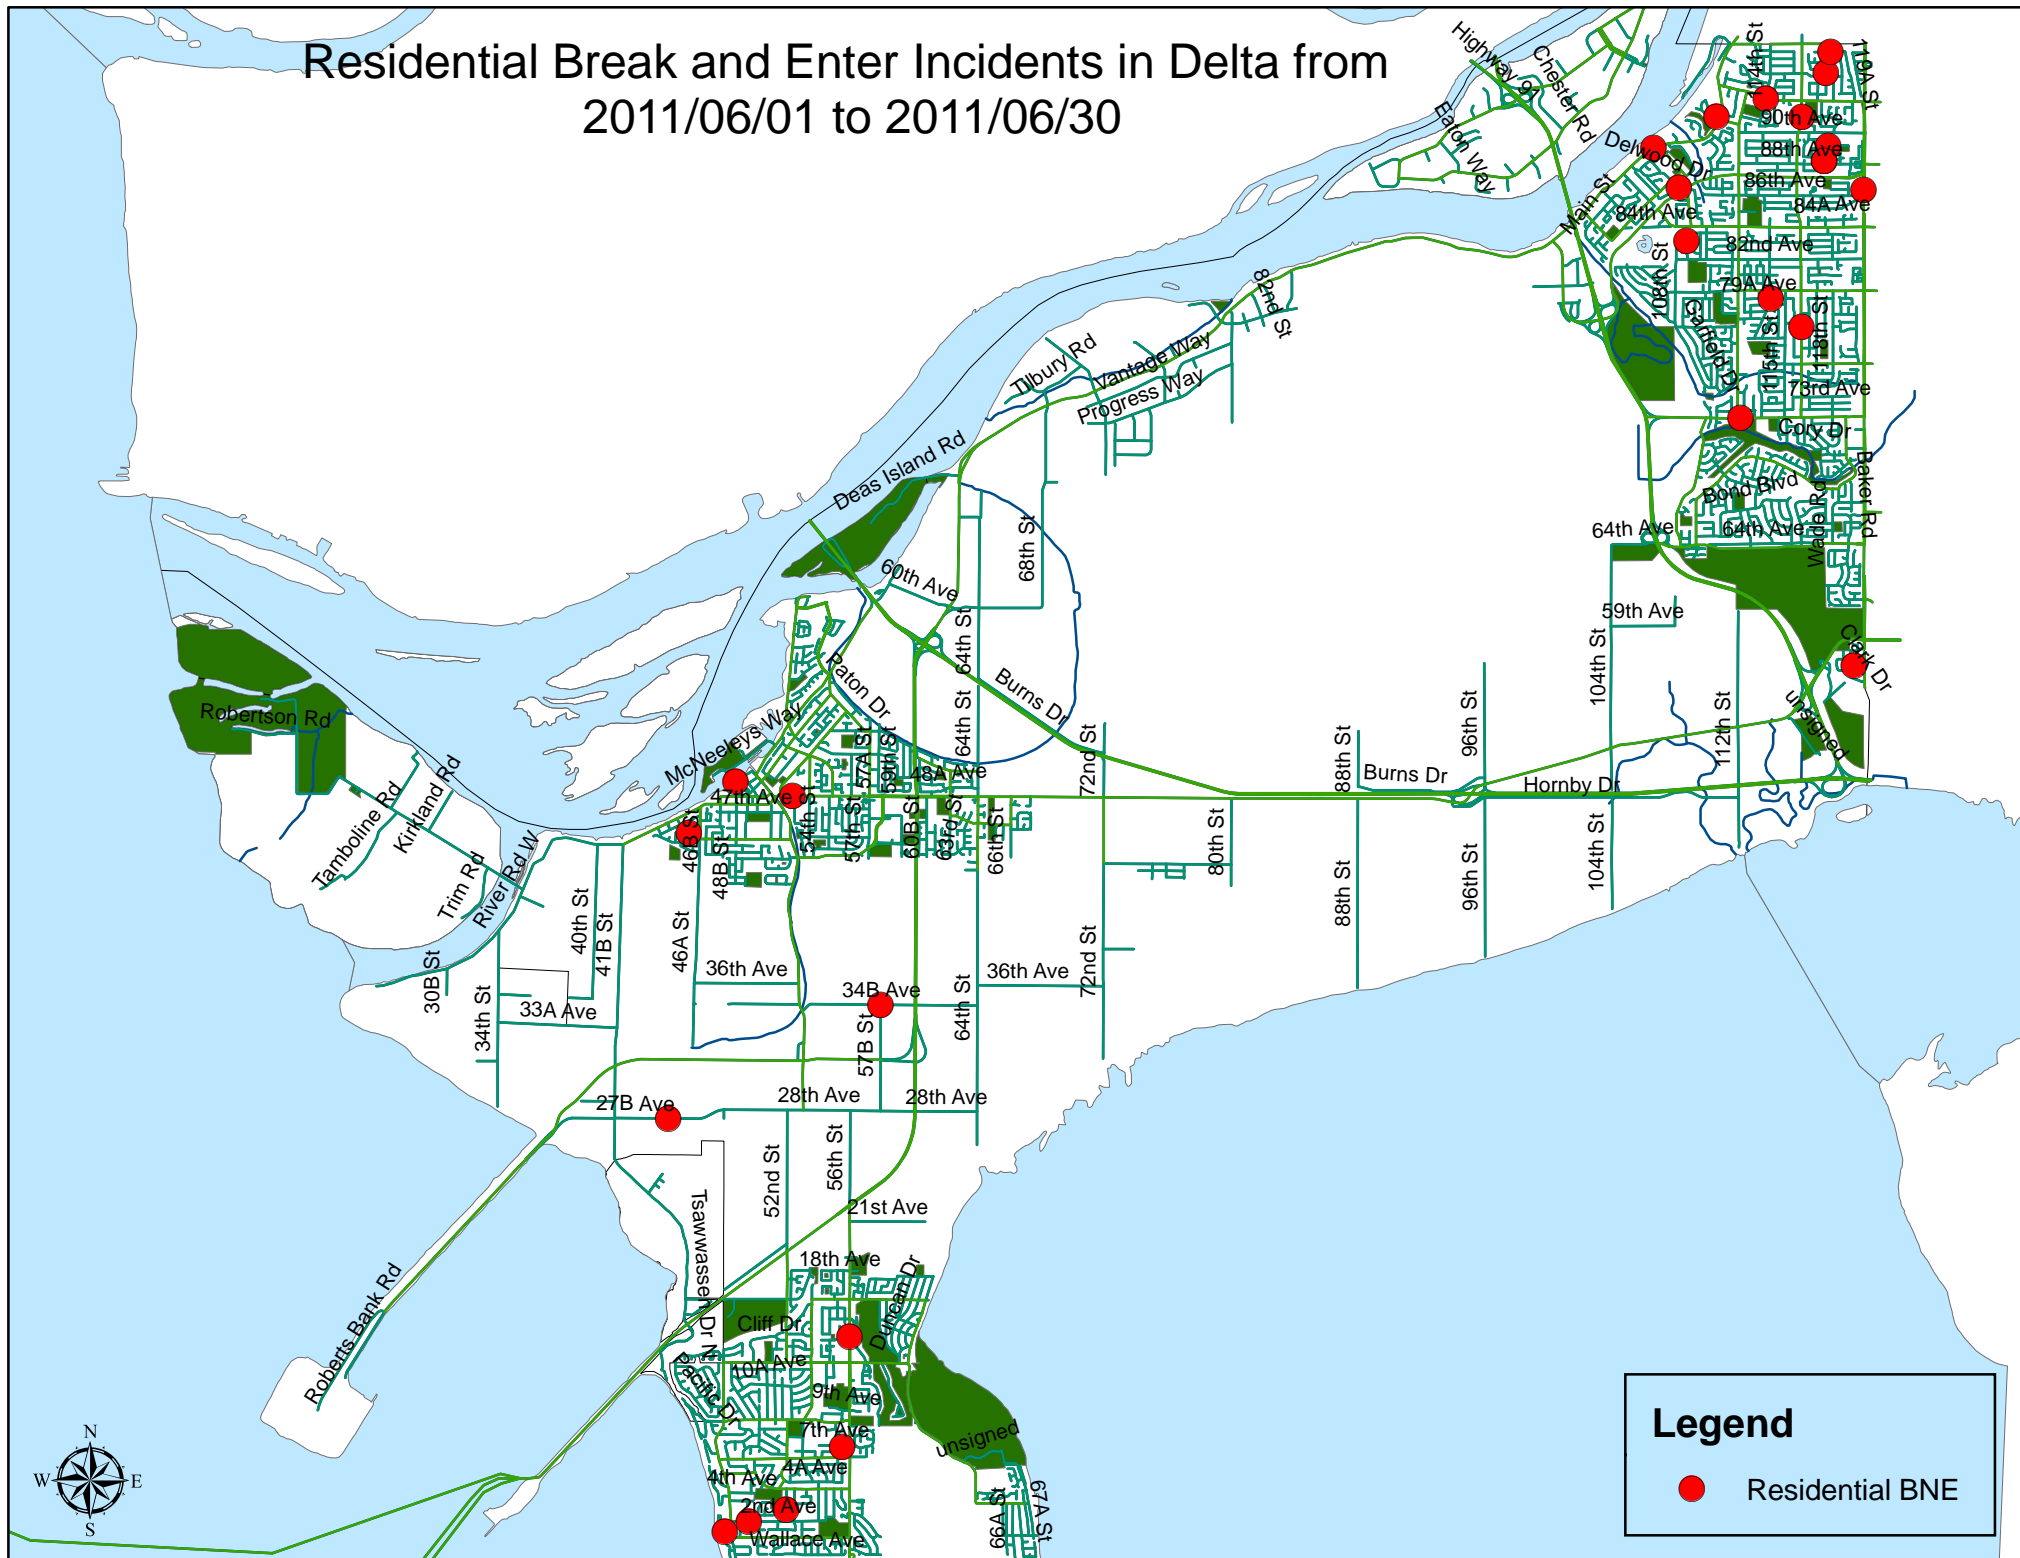 Residential Break and Enter Incidents in Delta from
2011/06/01 to 2011/06/30
Highway 91
Chester Rd
Eaton Way
114th St
119A St
90th Ave
Delwood Dr
88th Ave
86th Ave
Main St
84th Ave
84A Ave
82nd Ave
108th St
79A Ave
82nd St
Garfield Dr
115th St
118th St
Tilbury Rd
Vantage Way
Progress Way
73rd Ave
Cory Dr
Deas Island Rd
Baker Rd
Bond Blvd
Wade Rd
64th Ave
64th Ave
68th St
60th Ave
59th Ave
64th St
104th St
Clark Dr
Paton Dr
Burns Dr
unsigned
Robertson Rd
McNeeleys Way
57A St
59th St
64th St
72nd St
88th St
96th St
112th St
48A Ave
Burns Dr
Hornby Dr
Kirkland Rd
Tamboline Rd
47th Ave
54th St
57th St
60B St
63rd St
66th St
80th St
46B St
48B St
104th St
Trim Rd
River Rd W
88th St
96th St
40th St
41B St
46A St
72nd St
30B St
36th Ave
36th Ave
34B Ave
34th St
33A Ave
64th St
57B St
27B Ave
28th Ave
28th Ave
52nd St
56th St
21st Ave
Tsawwassen Dr N
18th Ave
Duncan Dr
Roberts Bank Rd
Cliff Dr
10A Ave
Pacific Dr
9th Ave
7th Ave
unsigned
4A Ave
4th Ave
2nd Ave
Wallace Ave
66A St
67A St
N
W
E
S
Legend
Residential BNE